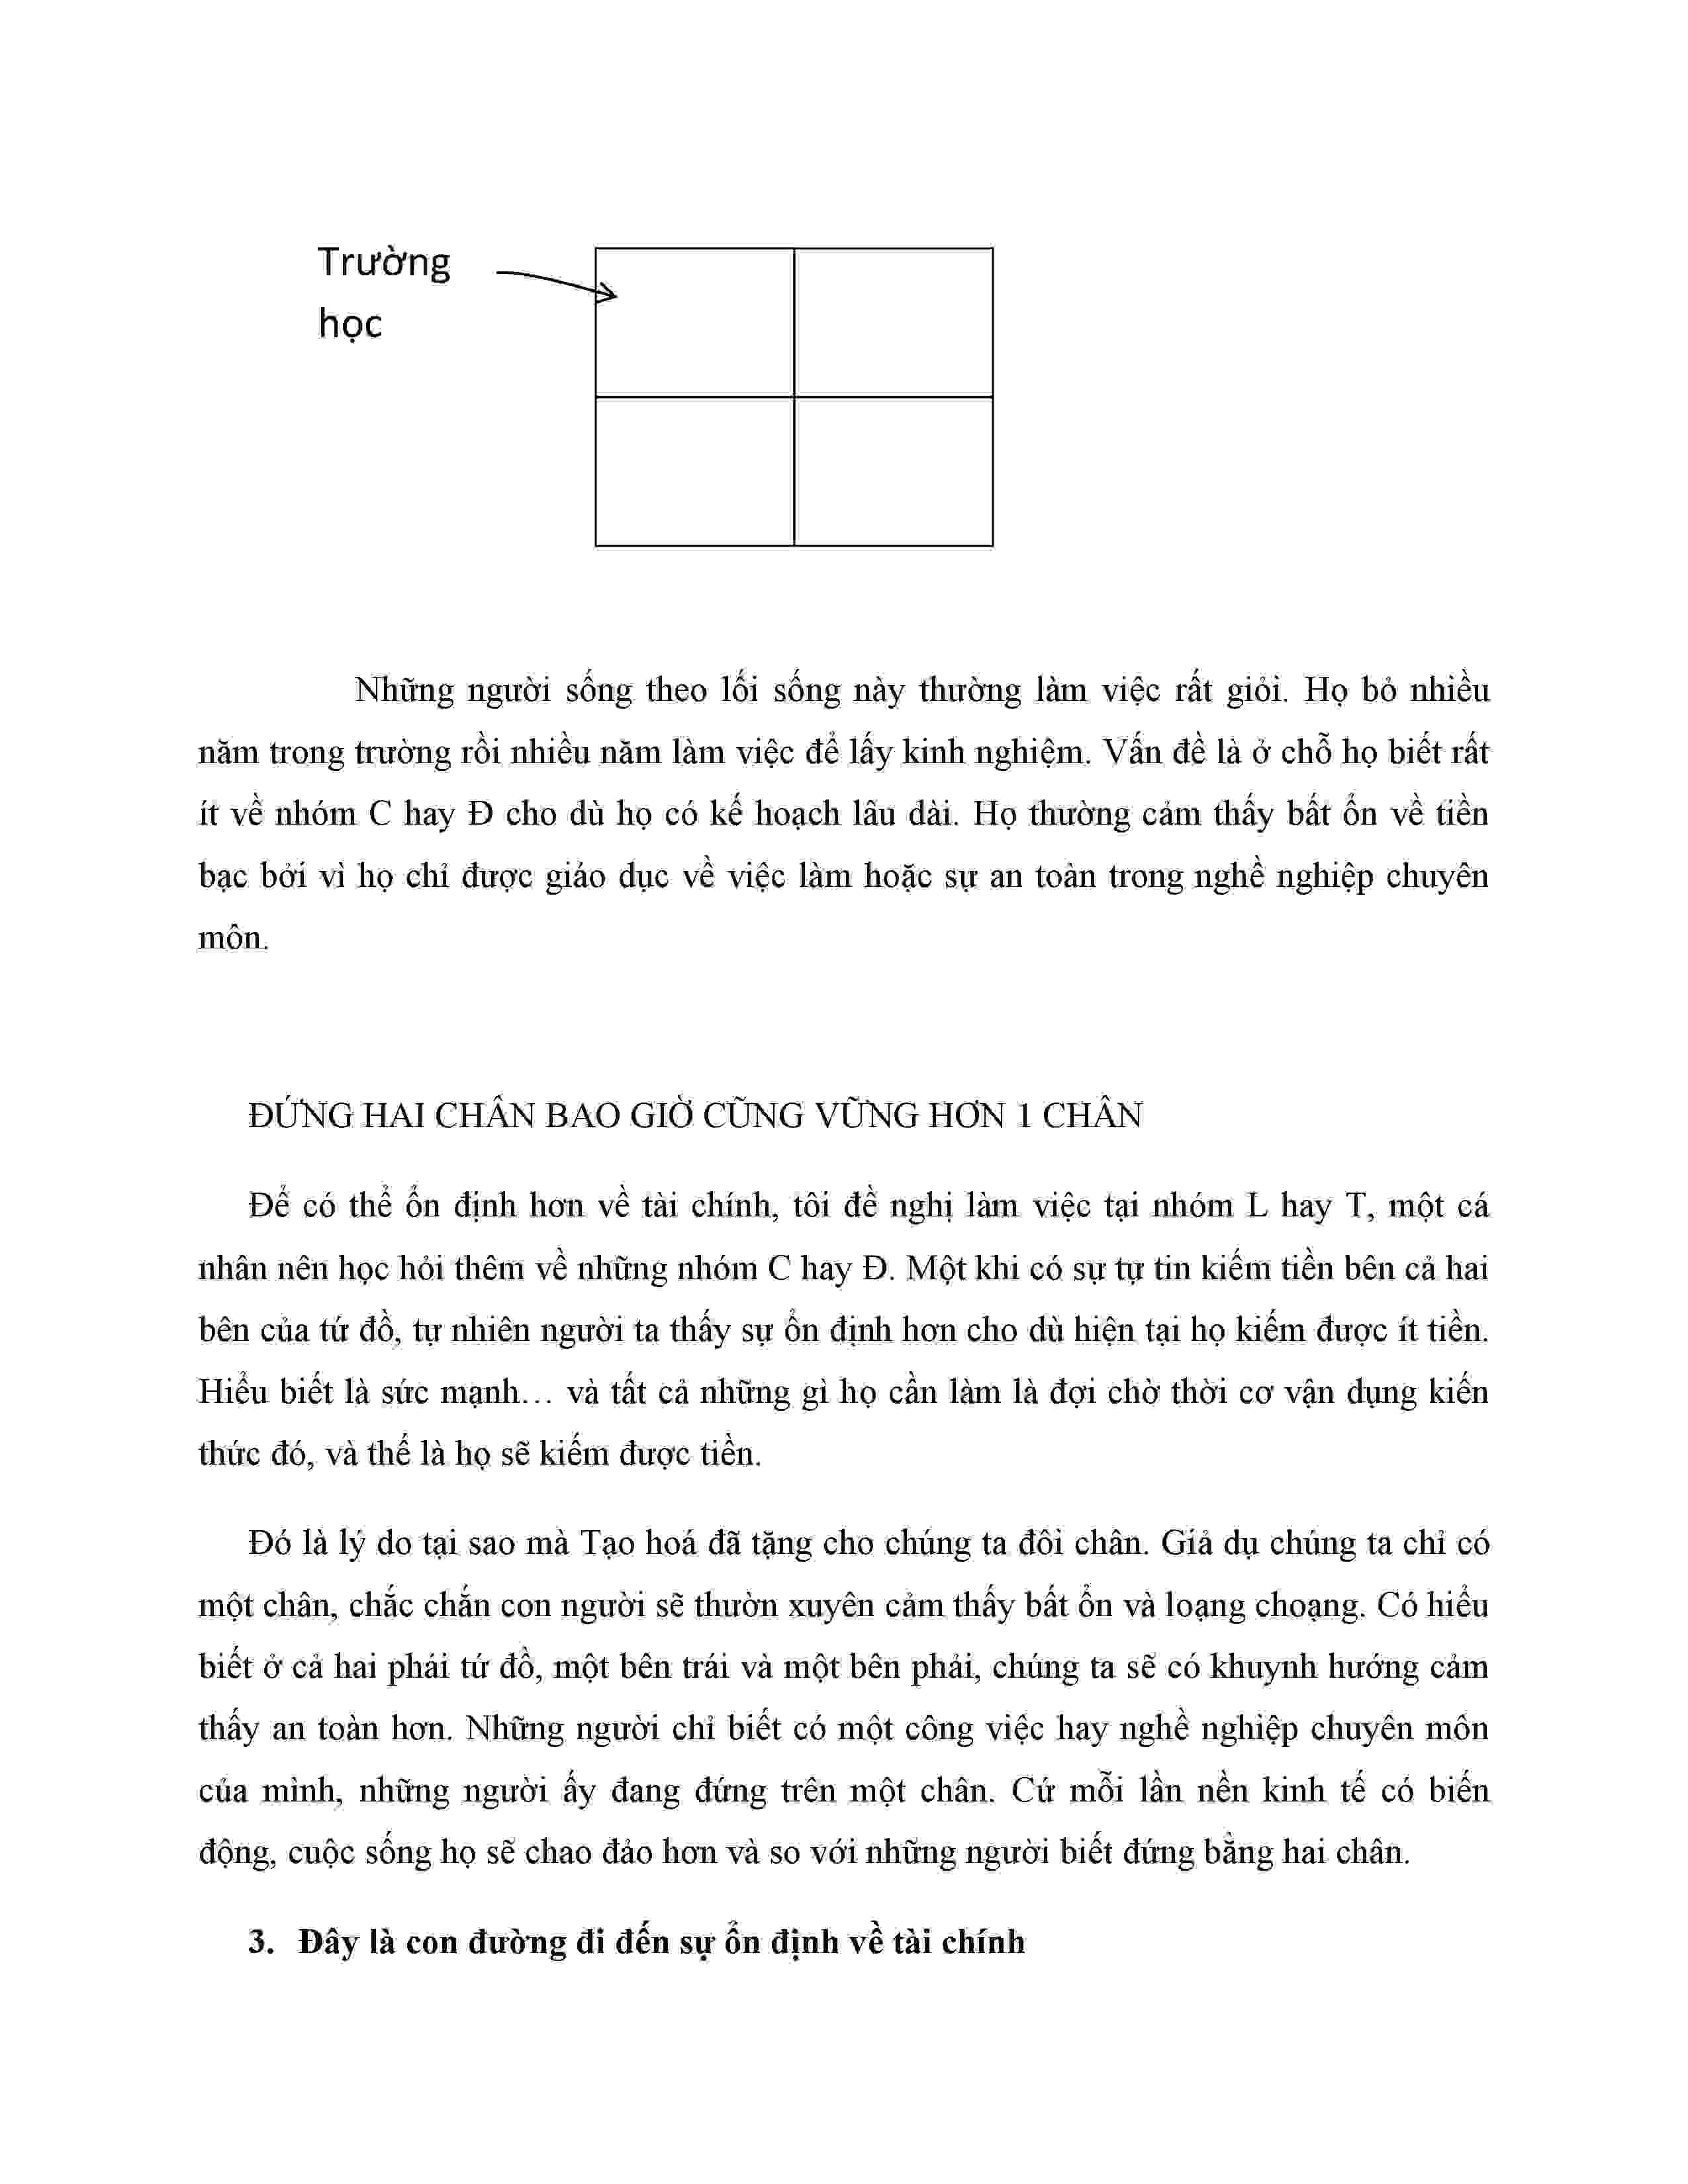 Trường
học
Những người sống theo lối sống này thường làm việc rất giỏi. Họ bỏ nhiều
năm trong trường rồi nhiều năm làm việc để lấy kinh nghiệm. Vấn đề là ở chỗ họ biết rất
ít về nhóm C hay Đ cho dù họ có kế hoạch lâu dài. Họ thường cảm thấy bất ổn về tiền
bạc bởi vì họ chỉ được giáo dục về việc làm hoặc sự an toàn trong nghề nghiệp chuyên
môn.
ĐỨNG HAI CHÂN BAO GIỜ CŨNG VỮNG HƠN 1 CHÂN
Để có thể ổn định hơn về tài chính, tôi đề nghị làm việc tại nhóm L hay T, một cá
nhân nên học hỏi thêm về những nhóm C hay Đ. Một khi có sự tự tin kiếm tiền bên cả hai
bên của tứ đồ, tự nhiên người ta thấy sự ổn định hơn cho dù hiện tại họ kiếm được ít tiền.
Hiểu biết là sức mạnh… và tất cả những gì họ cần làm là đợi chờ thời cơ vận dụng kiến
thức đó, và thế là họ sẽ kiếm được tiền.
Đó là lý do tại sao mà Tạo hoá đã tặng cho chúng ta đôi chân. Giả dụ chúng ta chỉ có
một chân, chắc chắn con người sẽ thườn xuyên cảm thấy bất ổn và loạng choạng. Có hiểu
biết ở cả hai phái tứ đồ, một bên trái và một bên phải, chúng ta sẽ có khuynh hướng cảm
thấy an toàn hơn. Những người chỉ biết có một công việc hay nghề nghiệp chuyên môn
của mình, những người ấy đang đứng trên một chân. Cứ mỗi lần nền kinh tế có biến
động, cuộc sống họ sẽ chao đảo hơn và so với những người biết đứng bằng hai chân.
3. Đây là con đường đi đến sự ổn định về tài chính